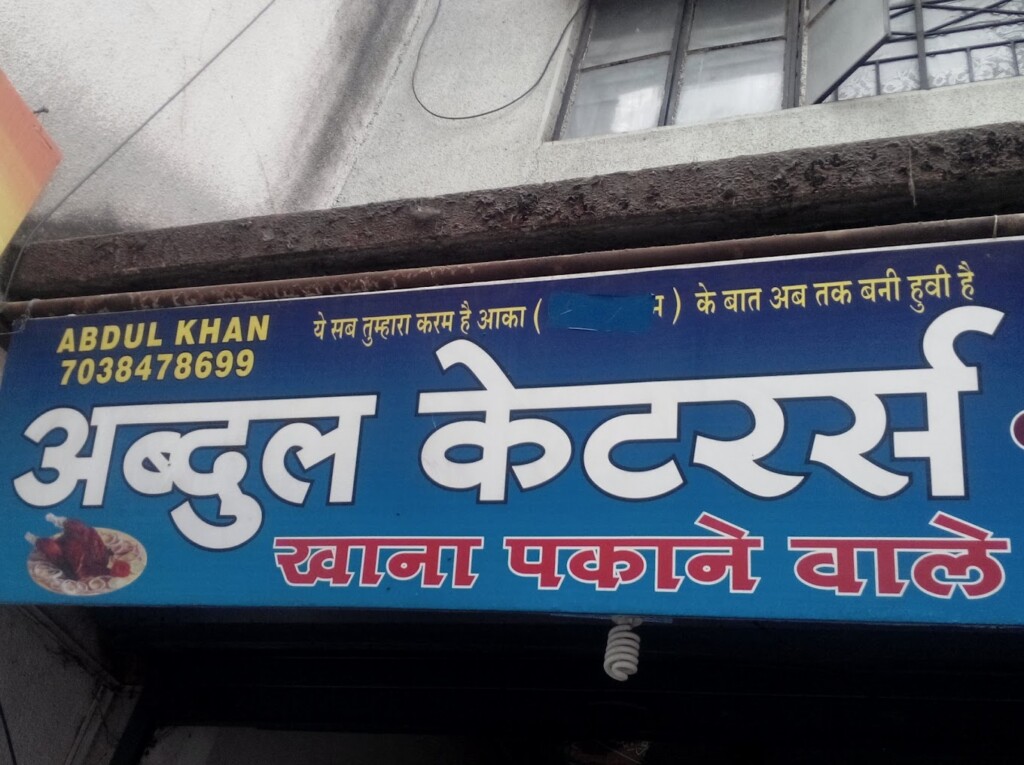 ABDUL KHAN
7038478699
ये सब तुम्हारा करम है आका ( ) के बात अब तक बनी हुवी है
अब्दुल केटरर्स
खाना पकाने वाले